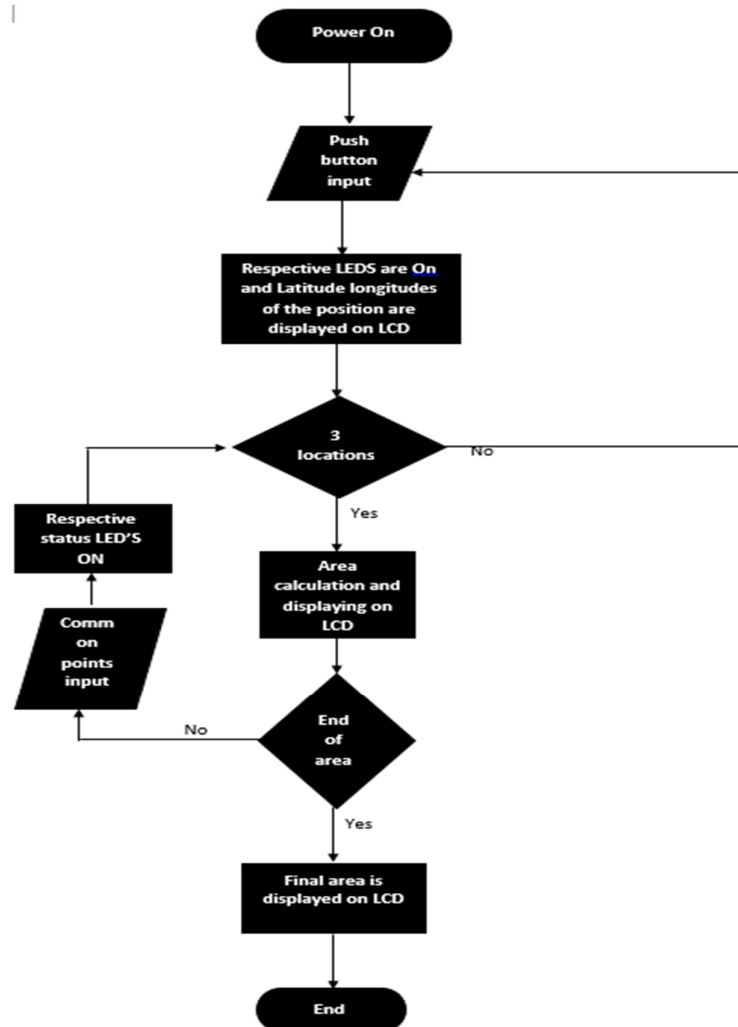 Power On
Push
button
input
Respective LEDS are On
and Latitude longitudes
of the position are
displayed on LCD
3
locations
No
Yes
Respective
status LED'S
ON
Area
calculation and
displaying on
LCD
Comm
on
points
input
No
End
of
area
Yes
Final area is
displayed on LCD
End